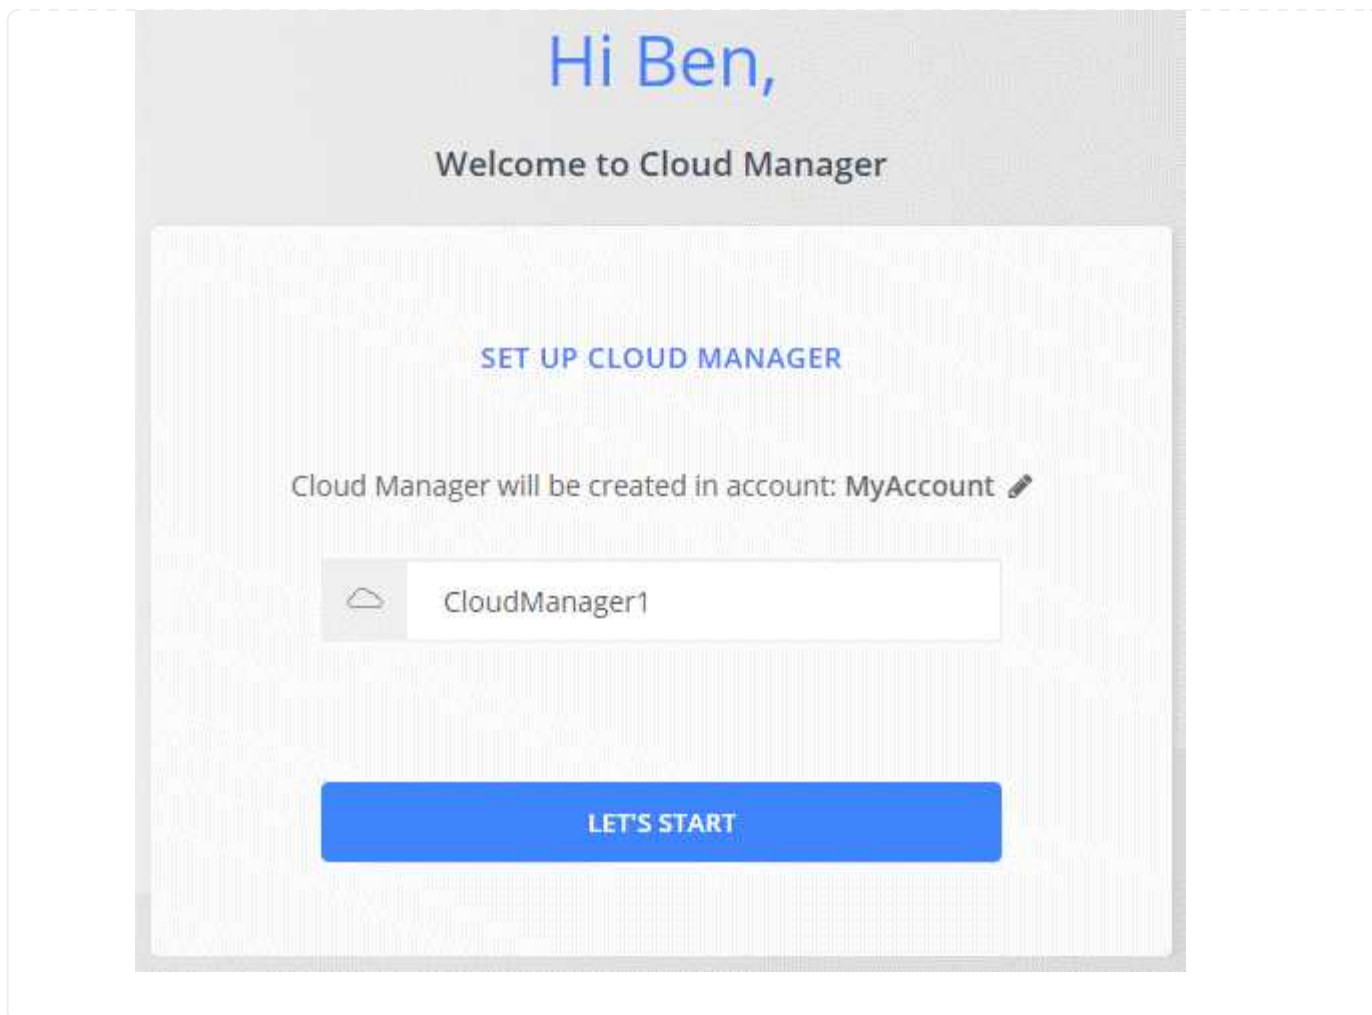 Hi Ben,
Welcome to Cloud Manager
SET UP CLOUD MANAGER
Cloud Manager will be created in account: MyAccount
CloudManager1
LET'S START